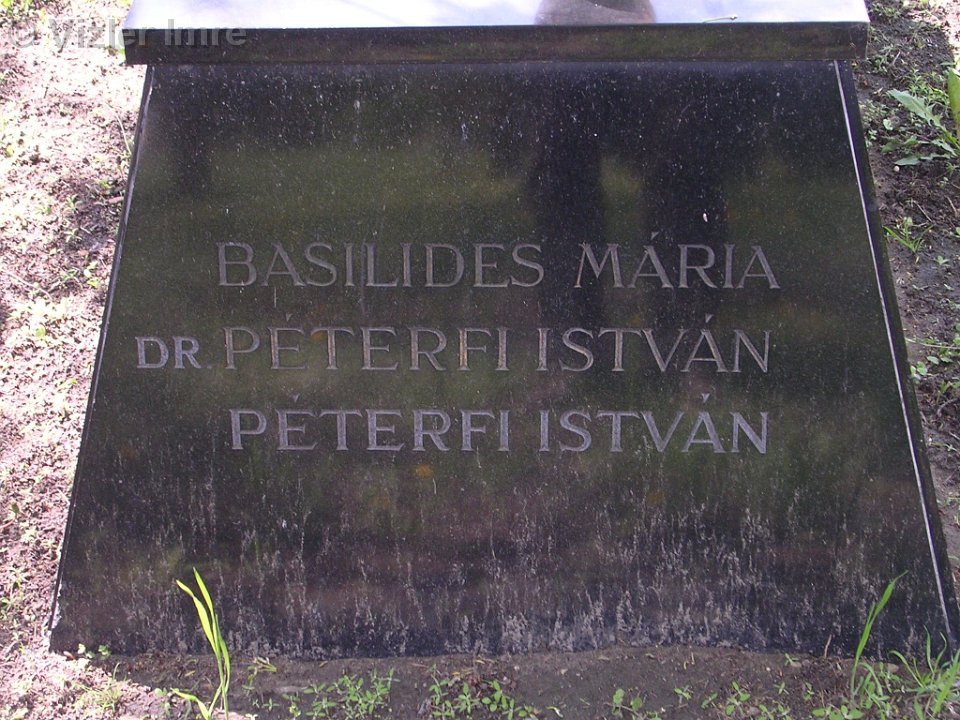 © Vizler Imre
BASILIDES MÁRIA
DR. PÉTERFI ISTVÁN
PÉTERFI ISTVÁN